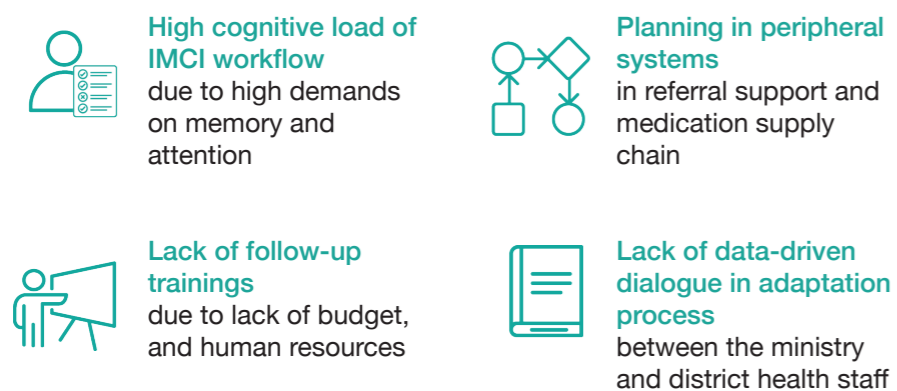 High cognitive load of
IMCI workflow
due to high demands
on memory and
attention
Planning in peripheral
systems
in referral support and
medication supply
chain
Lack of follow-up
trainings
due to lack of budget,
and human resources
Lack of data-driven
dialogue in adaptation
process
between the ministry
and district health staff